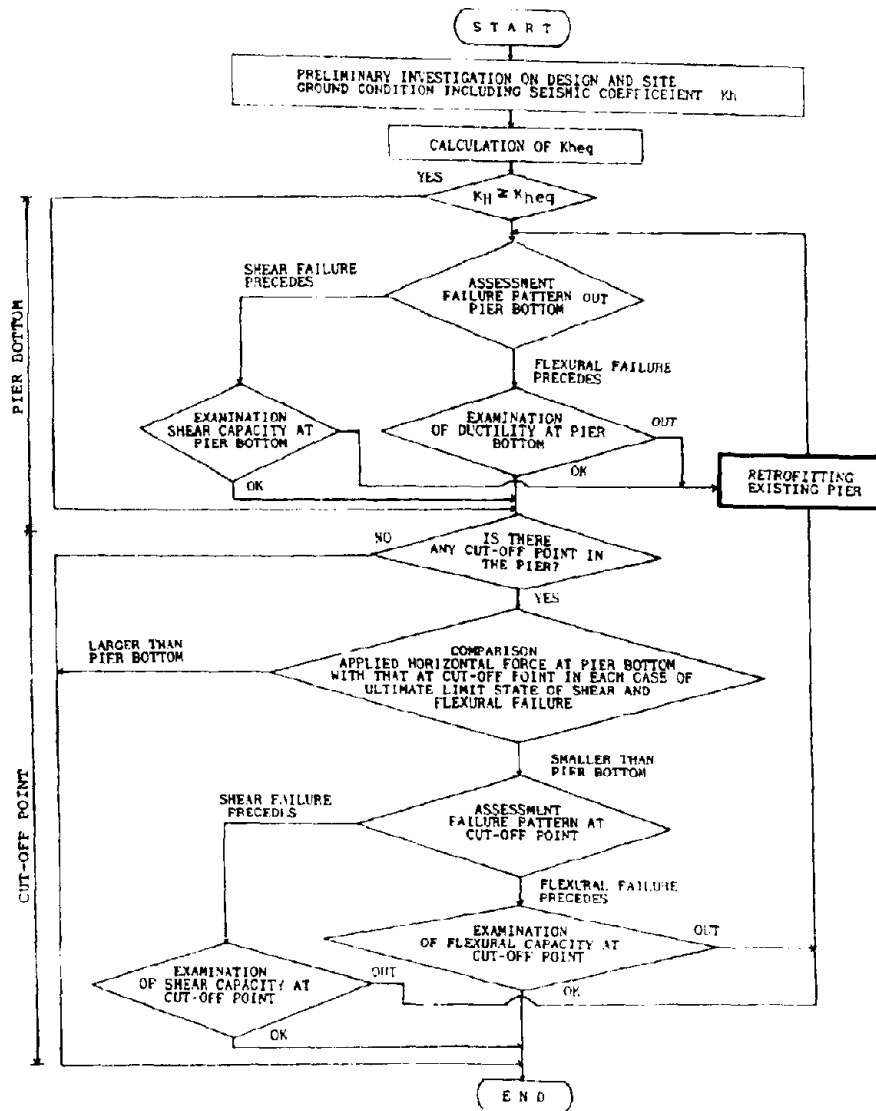 START
PRELIMINARY INVESTIGATION ON DESIGN AND SITE
GROUND CONDITION INCLUDING SEISMIC COEFFICEIENT Kh
CALCULATION OF Kheq
YES
KH ≥ Kheq
SHEAR FAILURE
PRECEDES
ASSESSMENT
FAILURE PATTERN OUT
PIER BOTTOM
PIER BOTTOM
FLEXURAL FAILURE
PRECEDES
EXAMINATION
SHEAR CAPACITY AT
PIER BOTTOM
EXAMINATION
OF DUCTILITY AT PIER
BOTTOM
OUT
OK
OK
RETROFITTING
EXISTING PIER
NO
IS THERE
ANY CUT-OFF POINT IN
THE PIER?
YES
LARGER THAN
PIER BOTTOM
COMPARISON
APPLIED HORIZONTAL FORCE AT PIER BOTTOM
WITH THAT AT CUT-OFF POINT IN EACH CASE OF
ULTIMATE LIMIT STATE OF SHEAR AND
FLEXURAL FAILURE
CUT-OFF POINT
SMALLER THAN
PIER BOTTOM
SHEAR FAILURE
PRECEDES
ASSESSMENT
FAILURE PATTERN AT
CUT-OFF POINT
FLEXURAL FAILURE
PRECEDES
EXAMINATION
OF FLEXURAL CAPACITY AT
CUT-OFF POINT
OUT
EXAMINATION
OF SHEAR CAPACITY AT
CUT-OFF POINT
OUT
OK
OK
END